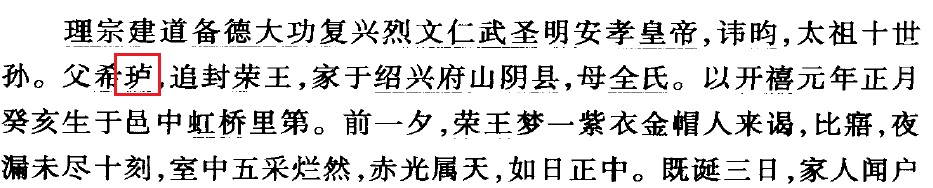 理宗建道备德大功复兴烈文仁武圣明安孝皇帝,讳昀,太祖十世
孙。父希𬍛,追封荣王,家于绍兴府山阴县,母全氏。以开禧元年正月
癸亥生于邑中虹桥里第。前一夕,荣王梦一紫衣金帽人来谒,比寤,夜
漏未尽十刻,室中五采烂然,赤光属天,如日正中。既诞三日,家人闻户